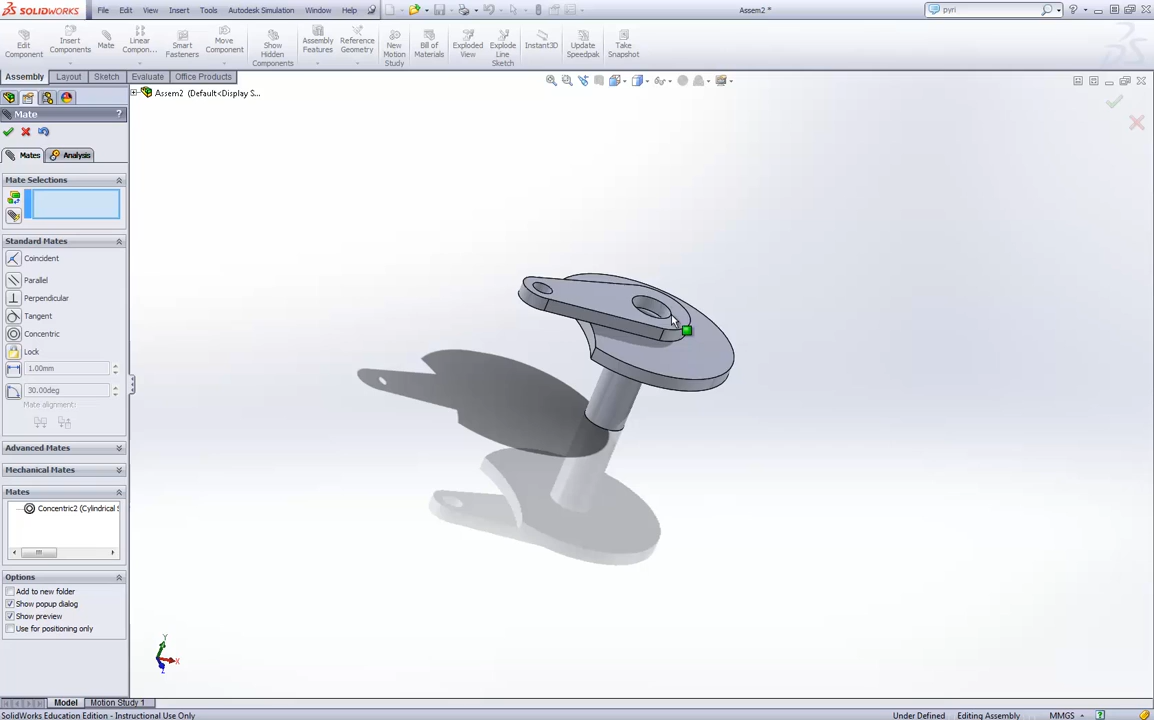 SOLIDWORKS File Edit View Insert Tools Autodesk Simulation Window Help Assem2 * pyri
Edit Component
Insert Components
Mate
Linear Compon...
Smart Fasteners
Move Component
Show Hidden Components
Assembly Features
Reference Geometry
New Motion Study
Bill of Materials
Exploded View
Explode Line Sketch
Instant3D
Update Speedpak
Take Snapshot
Assembly Layout Sketch Evaluate Office Products
Assem2 (Default<Display S...
Mate ?
Mates Analysis
Mate Selections
Standard Mates
Coincident
Parallel
Perpendicular
Tangent
Concentric
Lock
1.00mm
30.00deg
Mate alignment:
Advanced Mates
Mechanical Mates
Mates
Concentric2 (Cylindrical S
Options
Add to new folder
Show popup dialog
Show preview
Use for positioning only
Y
X
Z
Model Motion Study 1
SolidWorks Education Edition - Instructional Use Only Under Defined Editing Assembly MMGS ?